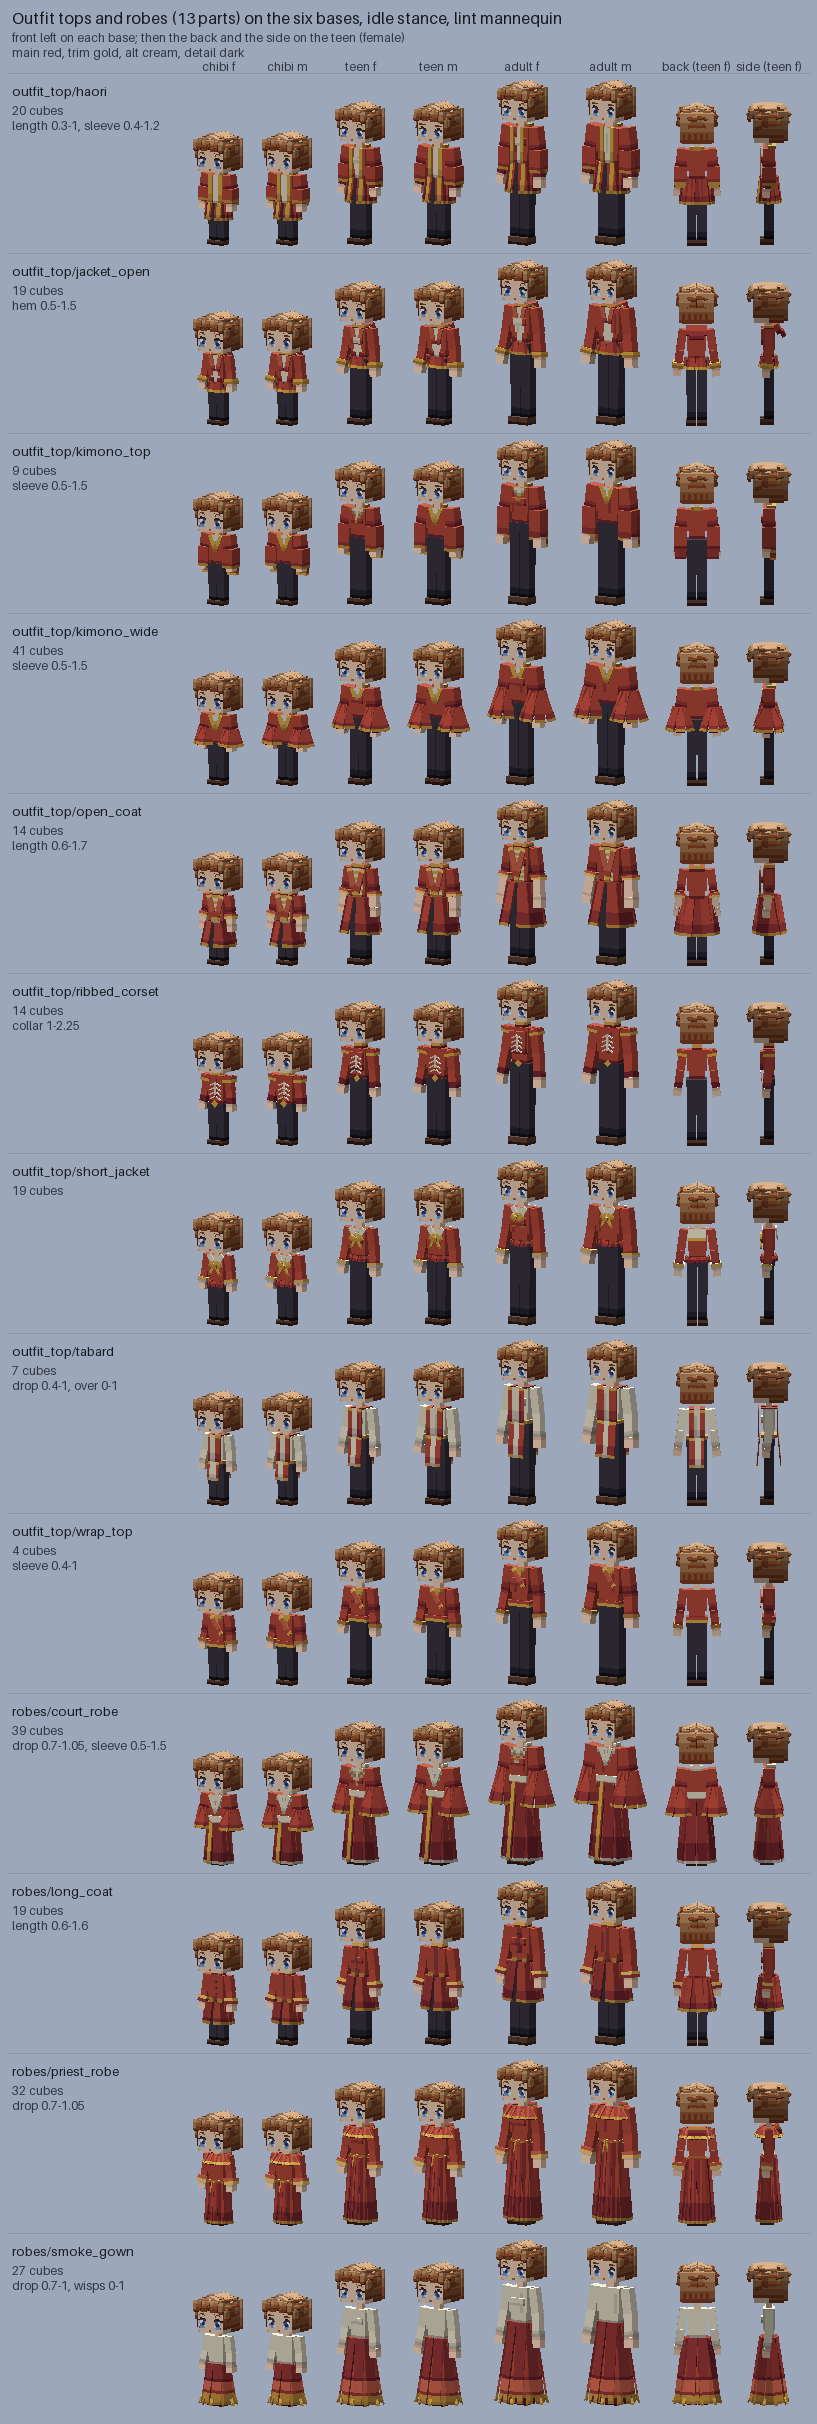 Outfit tops and robes (13 parts) on the six bases, idle stance, lint mannequin
front left on each base; then the back and the side on the teen (female)
main red, trim gold, alt cream, detail dark
chibi f chibi m teen f teen m adult f adult m back (teen f) side (teen f)
outfit_top/haori
20 cubes
length 0.3-1, sleeve 0.4-1.2
outfit_top/jacket_open
19 cubes
hem 0.5-1.5
outfit_top/kimono_top
9 cubes
sleeve 0.5-1.5
outfit_top/kimono_wide
41 cubes
sleeve 0.5-1.5
outfit_top/open_coat
14 cubes
length 0.6-1.7
outfit_top/ribbed_corset
14 cubes
collar 1-2.25
outfit_top/short_jacket
19 cubes
outfit_top/tabard
7 cubes
drop 0.4-1, over 0-1
outfit_top/wrap_top
4 cubes
sleeve 0.4-1
robes/court_robe
39 cubes
drop 0.7-1.05, sleeve 0.5-1.5
robes/long_coat
19 cubes
length 0.6-1.6
robes/priest_robe
32 cubes
drop 0.7-1.05
robes/smoke_gown
27 cubes
drop 0.7-1, wisps 0-1